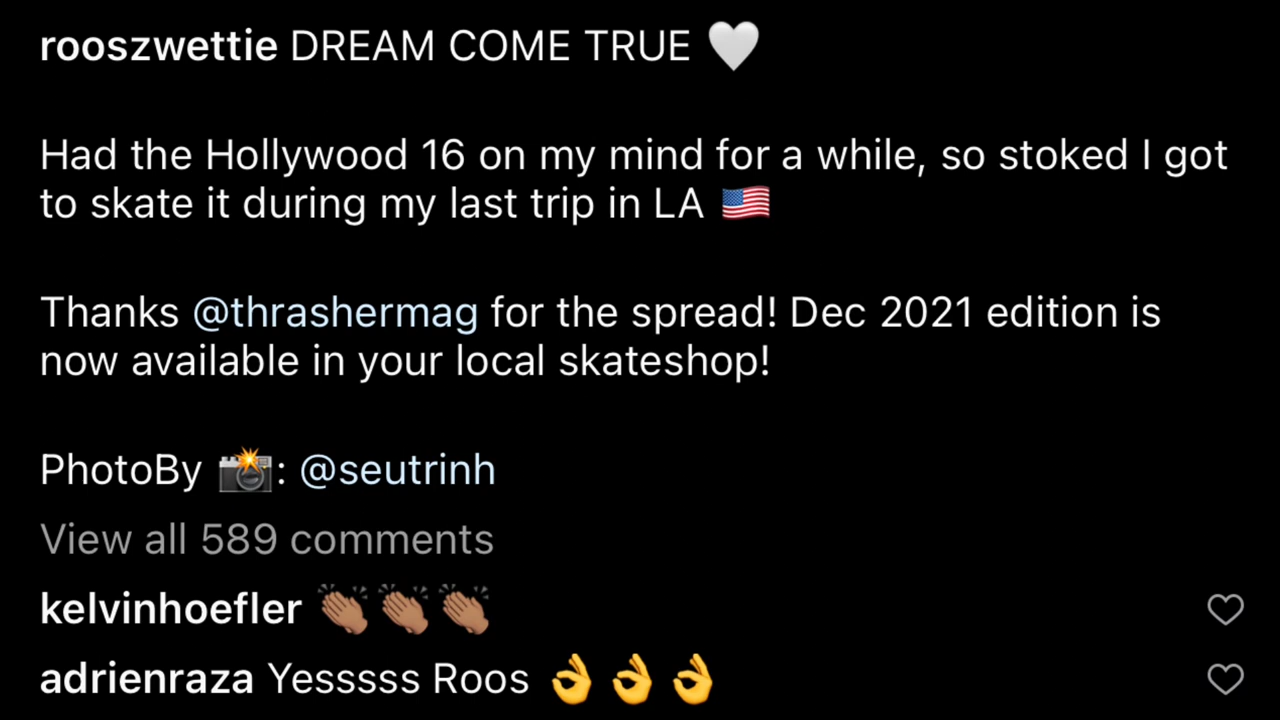 rooszwettie DREAM COME TRUE 🤍
Had the Hollywood 16 on my mind for a while, so stoked I got
to skate it during my last trip in LA 🇺🇸
Thanks @thrashermag for the spread! Dec 2021 edition is
now available in your local skateshop!
PhotoBy 📸: @seutrinh
View all 589 comments
kelvinhoefler 👏🏽👏🏽👏🏽
adrienraza Yesssss Roos 👌👌👌